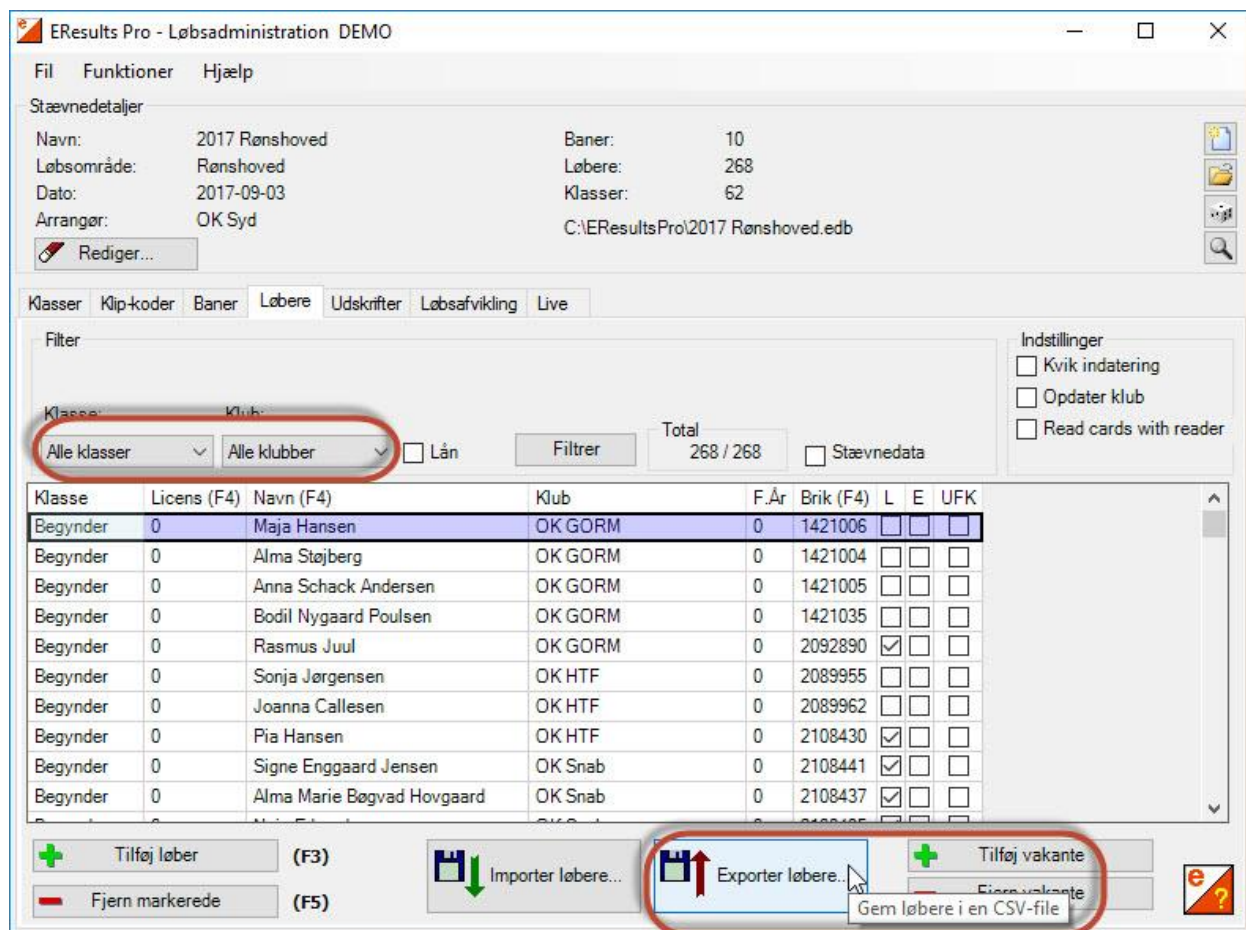 EResults Pro - Løbsadministration DEMO
Fil Funktioner Hjælp
Stævnedetaljer
Navn: 2017 Rønshoved Baner: 10
Løbsområde: Rønshoved Løbere: 268
Dato: 2017-09-03 Klasser: 62
Arrangør: OK Syd C:\EResultsPro\2017 Rønshoved.edb
Rediger...
Klasser Klip-koder Baner Løbere Udskrifter Løbsafvikling Live
Filter Indstillinger
Kvik indatering
Opdater klub
Klasse: Klub: Total Read cards with reader
Alle klasser Alle klubber Lån Filtrer 268 / 268 Stævnedata
Klasse Licens (F4) Navn (F4) Klub F.År Brik (F4) L E UFK
Begynder 0 Maja Hansen OK GORM 0 1421006
Begynder 0 Alma Støjberg OK GORM 0 1421004
Begynder 0 Anna Schack Andersen OK GORM 0 1421005
Begynder 0 Bodil Nygaard Poulsen OK GORM 0 1421035
Begynder 0 Rasmus Juul OK GORM 0 2092890
Begynder 0 Sonja Jørgensen OK HTF 0 2089955
Begynder 0 Joanna Callesen OK HTF 0 2089962
Begynder 0 Pia Hansen OK HTF 0 2108430
Begynder 0 Signe Enggaard Jensen OK Snab 0 2108441
Begynder 0 Alma Marie Bøgvad Hovgaard OK Snab 0 2108437
Tilføj løber (F3) Importer løbere... Exporter løbere... Tilføj vakante
Fjern markerede (F5) Fjern vakante
Gem løbere i en CSV-file